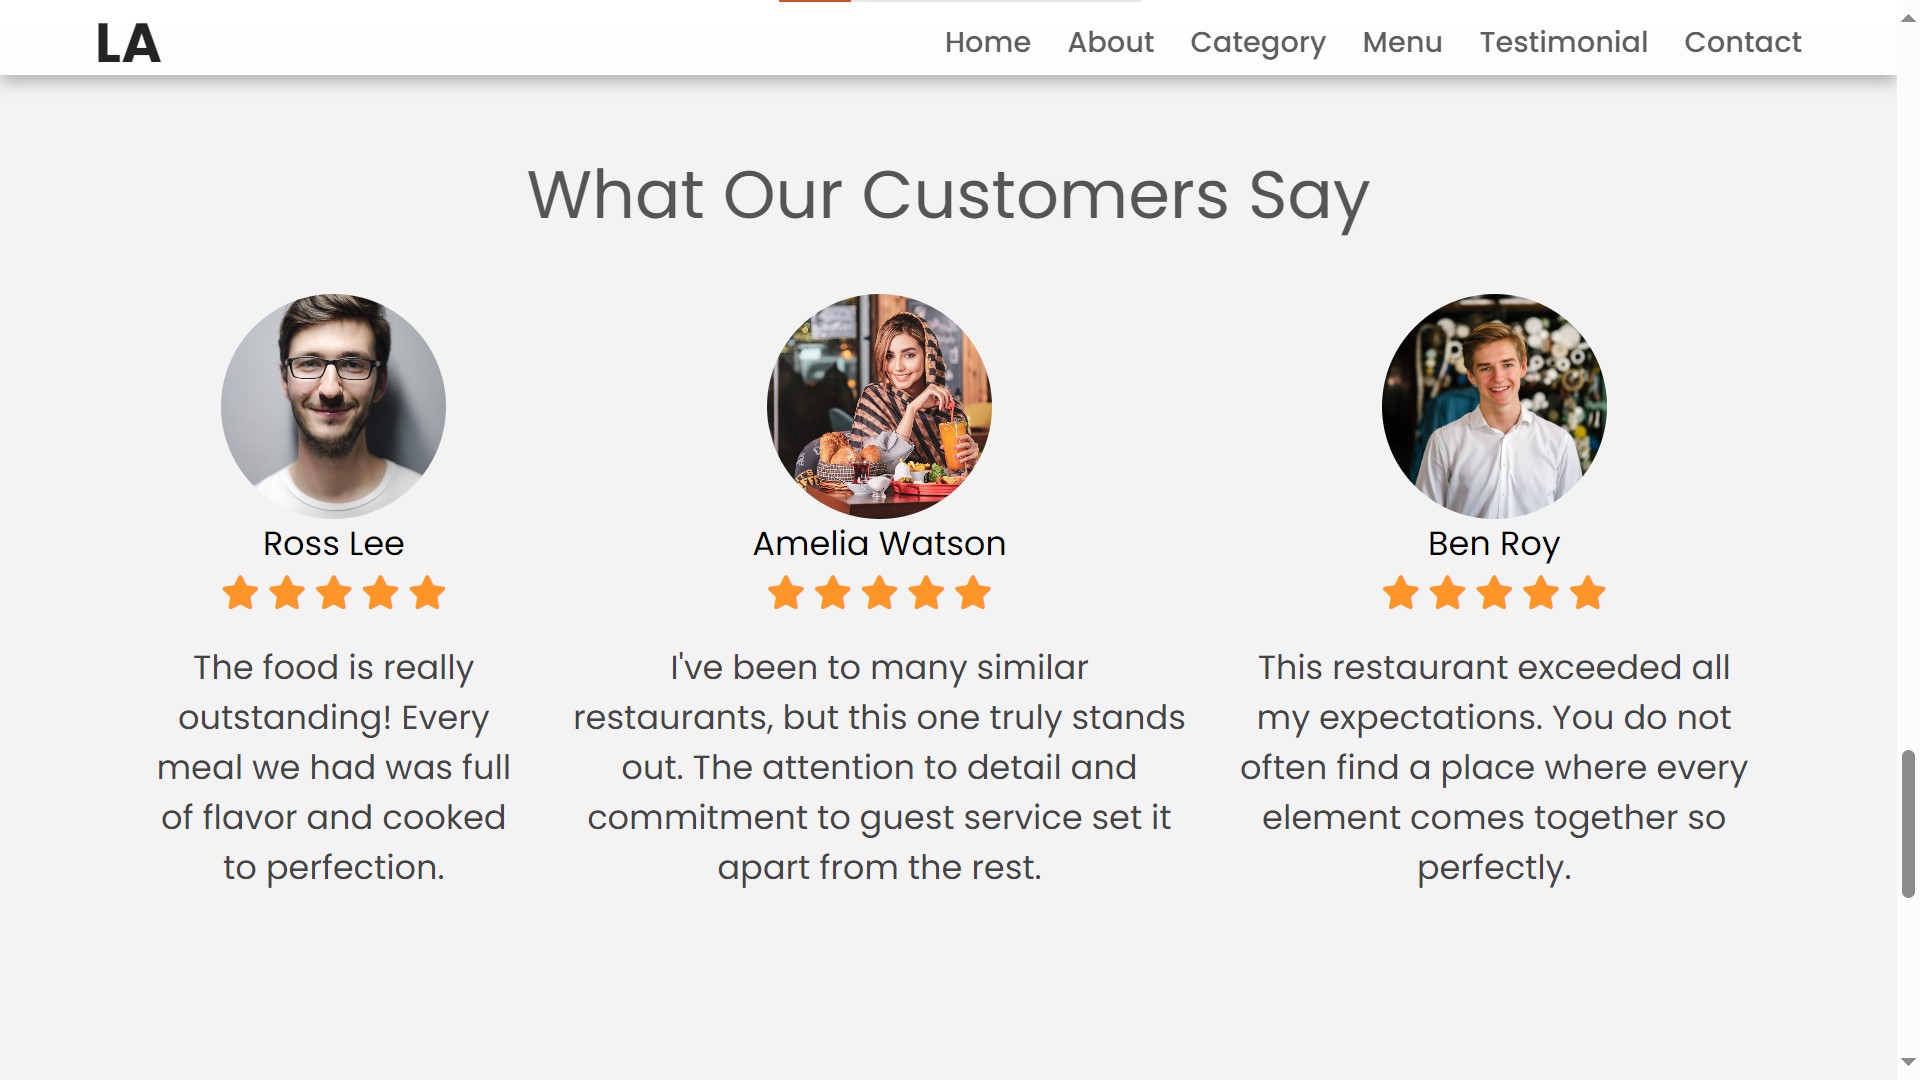 LA
Home About Category Menu Testimonial Contact
What Our Customers Say
Ross Lee
The food is really
outstanding! Every
meal we had was full
of flavor and cooked
to perfection.
Amelia Watson
I've been to many similar
restaurants, but this one truly stands
out. The attention to detail and
commitment to guest service set it
apart from the rest.
Ben Roy
This restaurant exceeded all
my expectations. You do not
often find a place where every
element comes together so
perfectly.